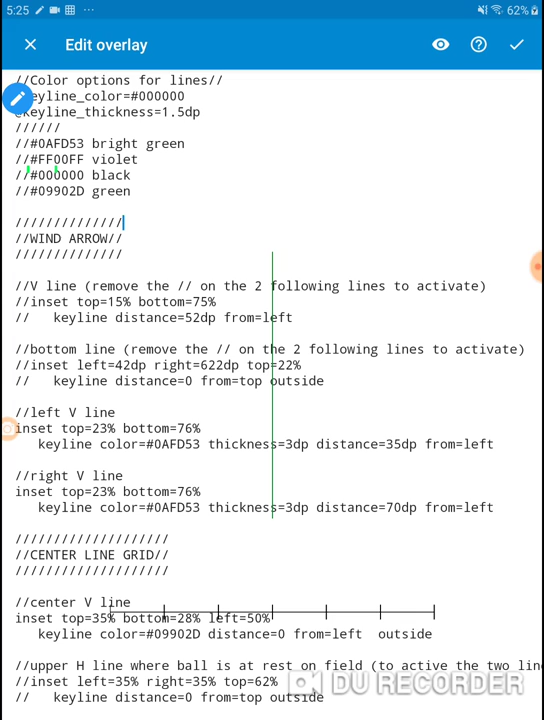 5:25
62%
Edit overlay
//Color options for lines//
keyline_color=#000000
@keyline_thickness=1.5dp
//////
//#0AFD53 bright green
//#FF00FF violet
//#000000 black
//#09902D green
//////////////
//WIND ARROW//
//////////////
//V line (remove the // on the 2 following lines to activate)
//inset top=15% bottom=75%
//   keyline distance=52dp from=left
//bottom line (remove the // on the 2 following lines to activate)
//inset left=42dp right=622dp top=22%
//   keyline distance=0 from=top outside
//left V line
inset top=23% bottom=76%
keyline color=#0AFD53 thickness=3dp distance=35dp from=left
//right V line
inset top=23% bottom=76%
keyline color=#0AFD53 thickness=3dp distance=70dp from=left
////////////////////
//CENTER LINE GRID//
////////////////////
//center V line
inset top=35% bottom=28% left=50%
keyline color=#09902D distance=0 from=left  outside
//upper H line where ball is at rest on field (to active the two lin
//inset left=35% right=35% top=62%
//   keyline distance=0 from=top outside
DU RECORDER